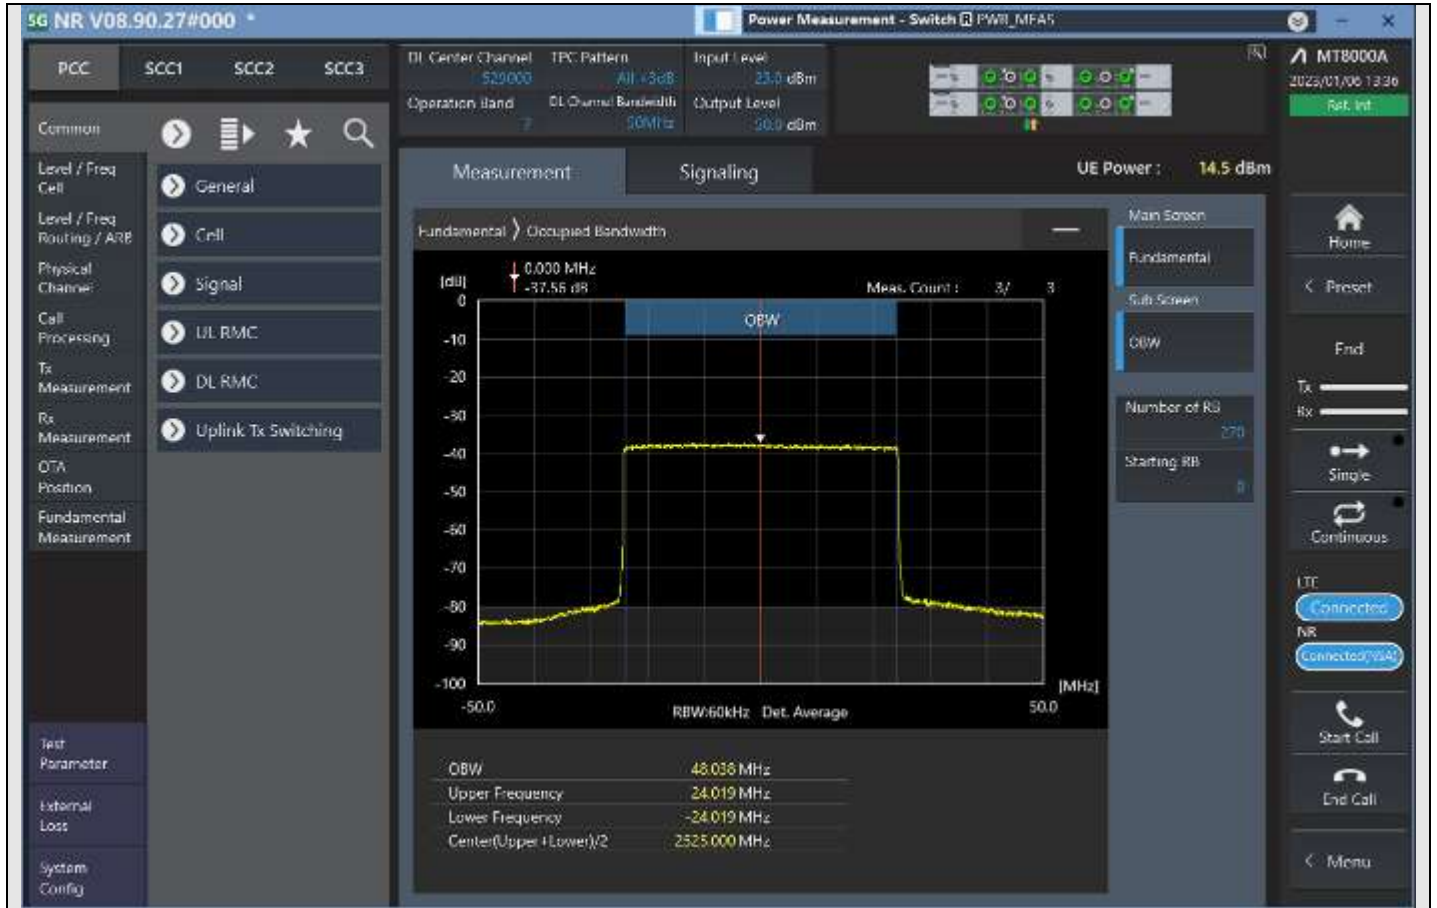 5G NR V08.90.27#000 *
Power Measurement - Switch PWR_MEAS
PCC SCC1 SCC2 SCC3
DL Center Channel TPC Pattern Input Level
529000 All +3dB 23.0 dBm
Operation Band DL Channel Bandwidth Output Level
7 50MHz 50.0 dBm
MT8000A
2023/01/06 13:36
Ref. Int
Common
Level / Freq
Cell
Level / Freq
Routing / ARB
Physical
Channel
Call
Processing
Tx
Measurement
Rx
Measurement
OTA
Position
Fundamental
Measurement
Test
Parameter
External
Loss
System
Config
General
Cell
Signal
UL RMC
DL RMC
Uplink Tx Switching
Measurement Signaling
UE Power : 14.5 dBm
Fundamental > Occupied Bandwidth
[dB]
0.000 MHz
-37.56 dB
Meas. Count : 3/ 3
OBW
0
-10
-20
-30
-40
-50
-60
-70
-80
-90
-100
-50.0
50.0
[MHz]
RBW:60kHz Det. Average
OBW 48.038 MHz
Upper Frequency 24.019 MHz
Lower Frequency -24.019 MHz
Center(Upper+Lower)/2 2525.000 MHz
Main Screen
Fundamental
Sub Screen
OBW
Number of RB
270
Starting RB
0
Home
< Preset
End
Tx
Rx
Single
Continuous
LTE
Connected
NR
Connected(NSA)
Start Call
End Call
< Menu